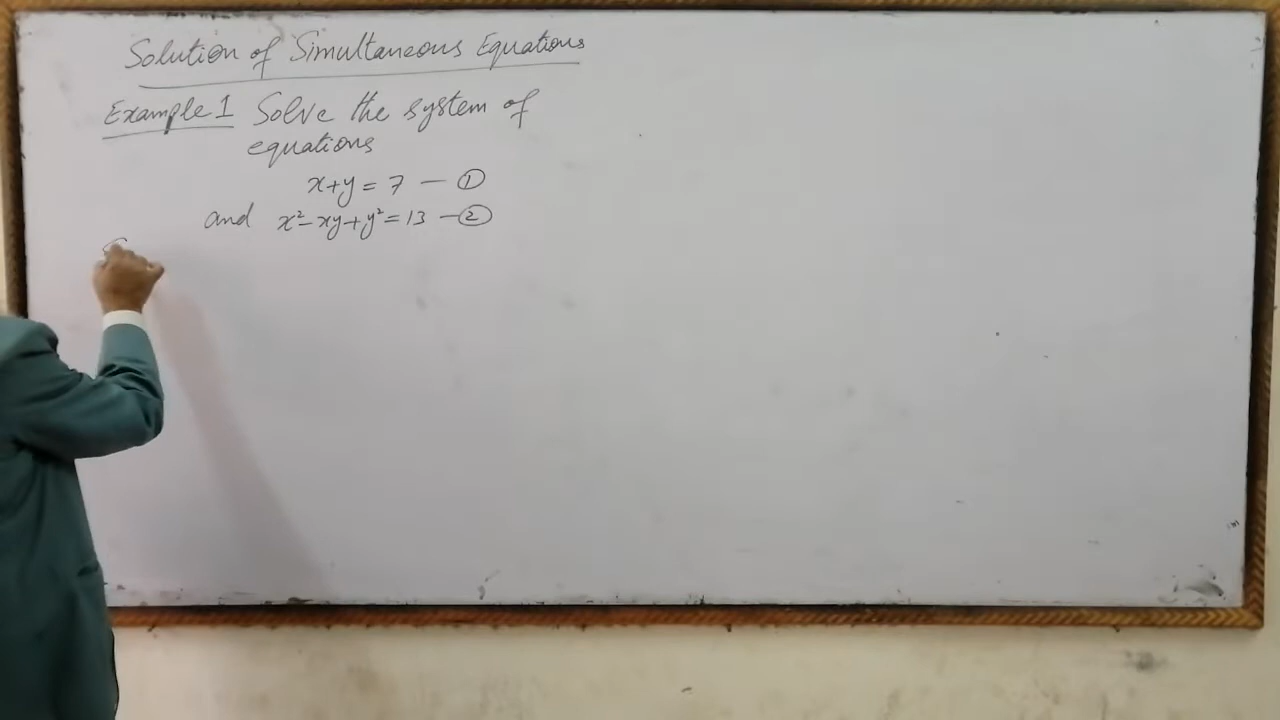 Solution of Simultaneous Equations
Example 1 Solve the system of
equations
x+y = 7 — ①
and x² - xy + y² = 13 — ②